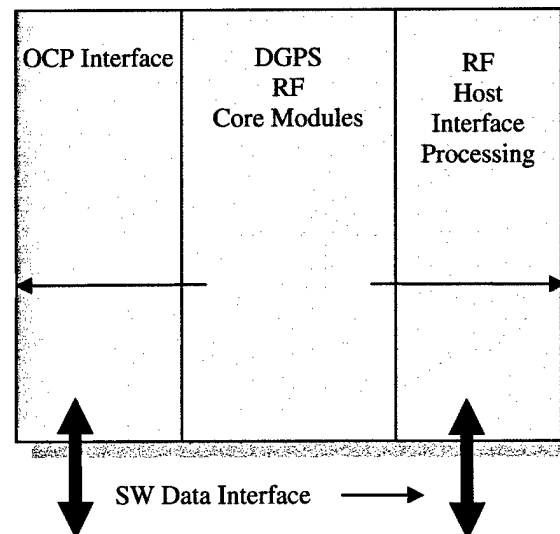 OCP Interface
DGPS
RF
Core Modules
RF
Host
Interface
Processing
SW Data Interface